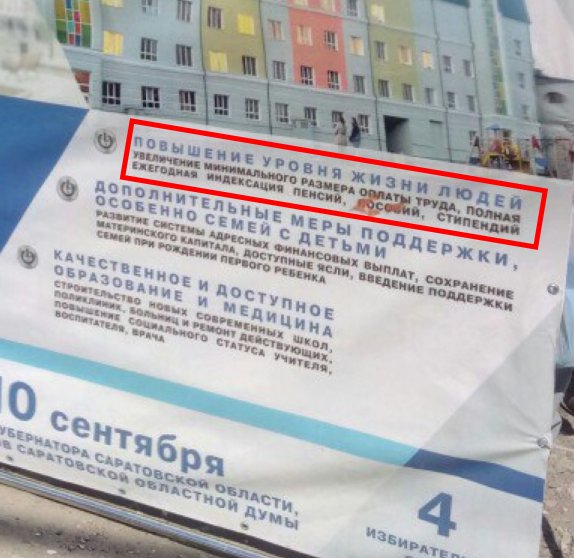 ПОВЫШЕНИЕ УРОВНЯ ЖИЗНИ ЛЮДЕЙ
УВЕЛИЧЕНИЕ МИНИМАЛЬНОГО РАЗМЕРА ОПЛАТЫ ТРУДА, ПОЛНАЯ
ЕЖЕГОДНАЯ ИНДЕКСАЦИЯ ПЕНСИЙ, ПОСОБИЙ, СТИПЕНДИЙ
ДОПОЛНИТЕЛЬНЫЕ МЕРЫ ПОДДЕРЖКИ,
ОСОБЕННО СЕМЕЙ С ДЕТЬМИ
РАЗВИТИЕ СИСТЕМЫ АДРЕСНЫХ ФИНАНСОВЫХ ВЫПЛАТ, СОХРАНЕНИЕ
МАТЕРИНСКОГО КАПИТАЛА, ДОСТУПНЫЕ ЯСЛИ, ВВЕДЕНИЕ ПОДДЕРЖКИ
СЕМЕЙ ПРИ РОЖДЕНИИ ПЕРВОГО РЕБЕНКА
КАЧЕСТВЕННОЕ И ДОСТУПНОЕ
ОБРАЗОВАНИЕ И МЕДИЦИНА
СТРОИТЕЛЬСТВО НОВЫХ СОВРЕМЕННЫХ ШКОЛ,
ПОЛИКЛИНИК, БОЛЬНИЦ И РЕМОНТ ДЕЙСТВУЮЩИХ,
ПОВЫШЕНИЕ СОЦИАЛЬНОГО СТАТУСА УЧИТЕЛЯ,
ВОСПИТАТЕЛЯ, ВРАЧА
10 сентября
УБЕРНАТОРА САРАТОВСКОЙ ОБЛАСТИ,
ОВ САРАТОВСКОЙ ОБЛАСТНОЙ ДУМЫ
4
ИЗБИРАТЕ